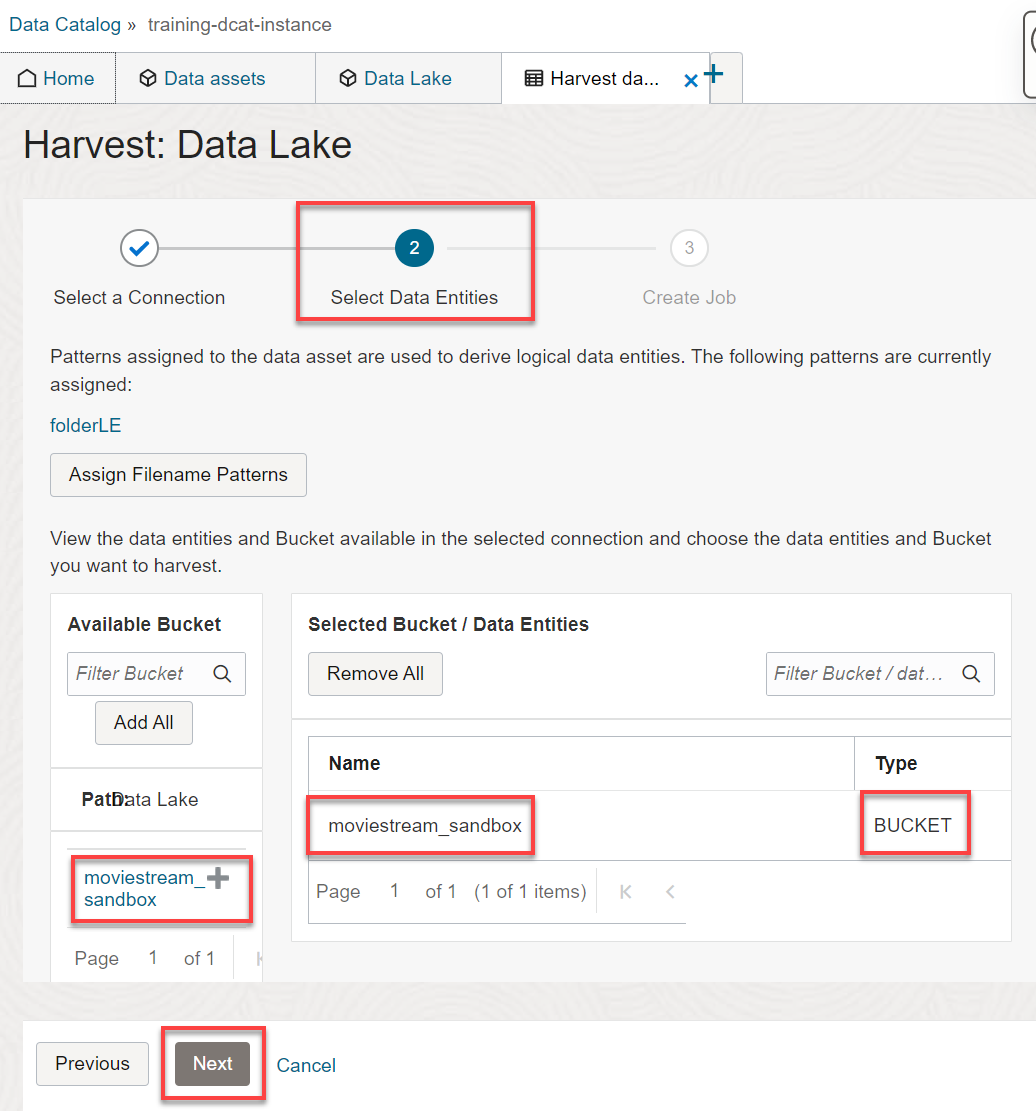 Data Catalog » training-dcat-instance
Home Data assets Data Lake Harvest da...
Harvest: Data Lake
2 3
Select a Connection Select Data Entities Create Job
Patterns assigned to the data asset are used to derive logical data entities. The following patterns are currently
assigned:
folderLE
Assign Filename Patterns
View the data entities and Bucket available in the selected connection and choose the data entities and Bucket
you want to harvest.
Available Bucket
Filter Bucket
Add All
Path: Data Lake
moviestream_
sandbox
Page 1 of 1
Selected Bucket / Data Entities
Remove All Filter Bucket / dat...
Name Type
moviestream_sandbox BUCKET
Page 1 of 1 (1 of 1 items)
Previous Next Cancel